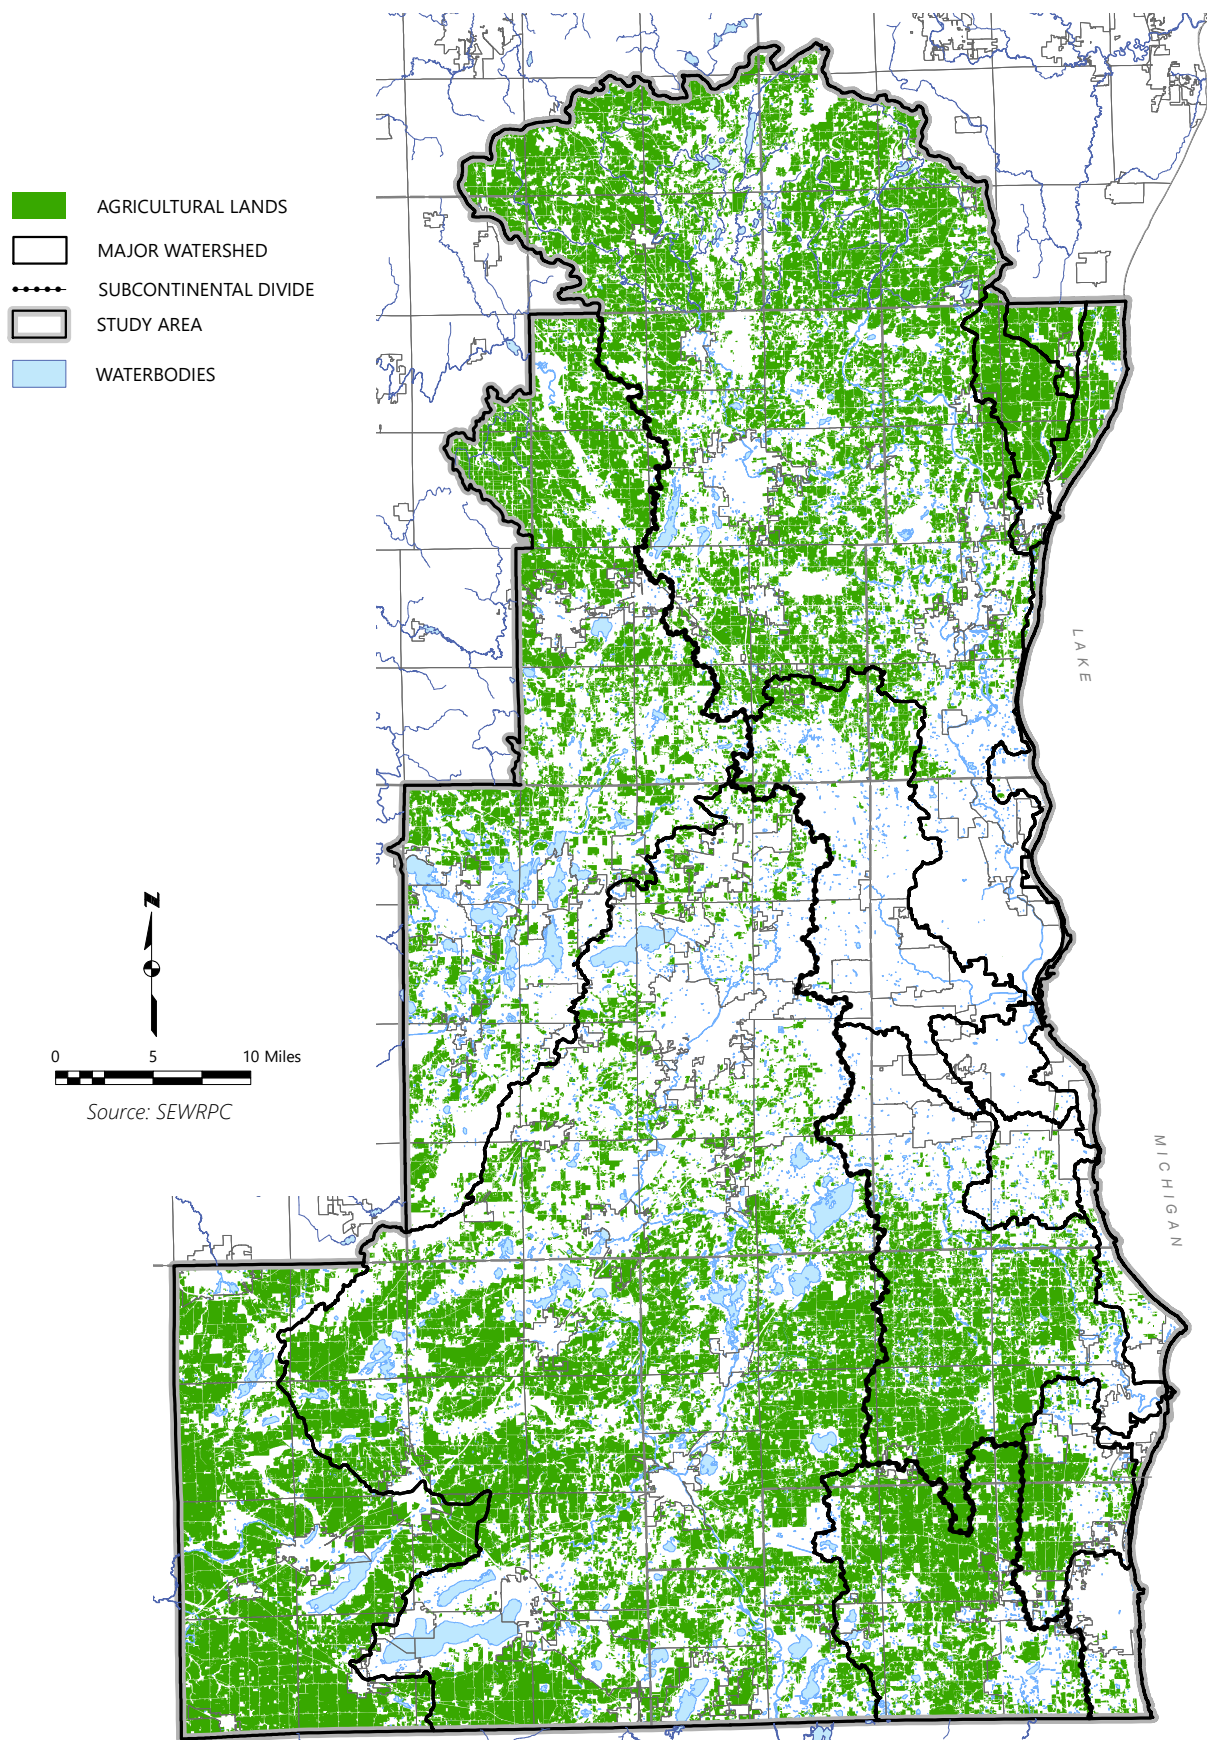 AGRICULTURAL LANDS
MAJOR WATERSHED
SUBCONTINENTAL DIVIDE
STUDY AREA
WATERBODIES
LAKE
N
0 5 10 Miles
Source: SEWRPC
MICHIGAN